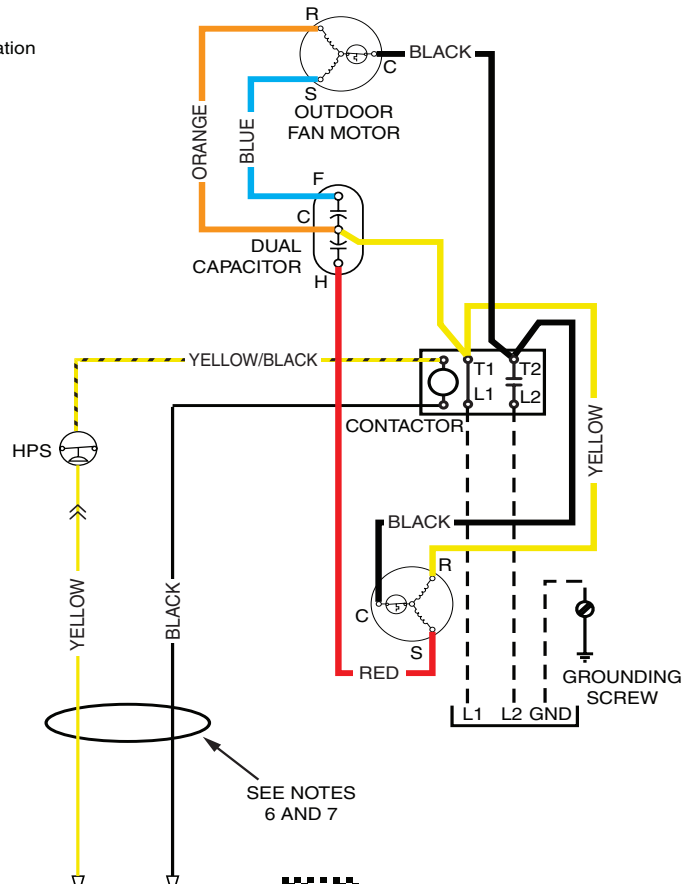 ation
R
BLACK
C
S
OUTDOOR
FAN MOTOR
ORANGE
BLUE
F
C
DUAL
CAPACITOR
H
YELLOW/BLACK
T1
T2
L1
L2
CONTACTOR
HPS
YELLOW
BLACK
R
C
S
YELLOW
BLACK
RED
GROUNDING
SCREW
L1 L2 GND
SEE NOTES
6 AND 7